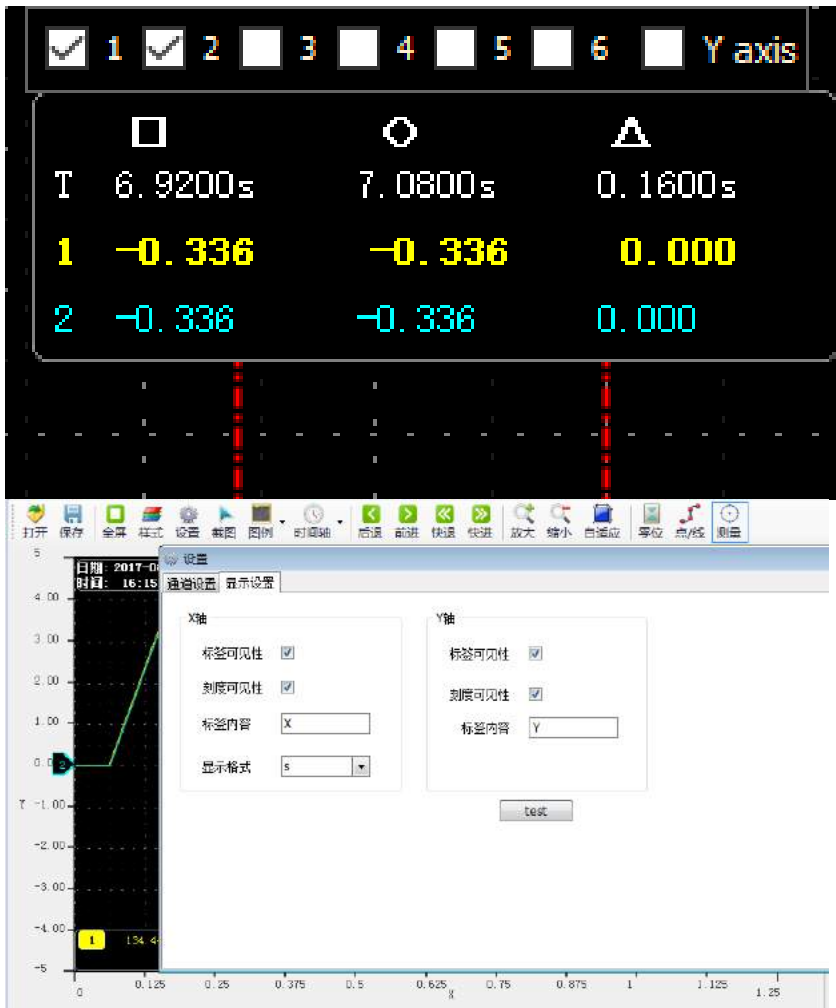 1 2 3 4 5 6 Y axis
T 6.9200s 7.0800s 0.1600s
1 -0.336 -0.336 0.000
2 -0.336 -0.336 0.000
打开 保存 全屏 样式 设置 截图 图例 时间轴 后退 前进 快退 快进 放大 缩小 自适应 零位 点/线 测量
5
设置
日期: 2017-0
时间: 16:15
通道设置 显示设置
4.00
X轴 Y轴
3.00
标签可见性 标签可见性
2.00
刻度可见性 刻度可见性
1.00
标签内容 X 标签内容 Y
0.0 2
显示格式 s
Y -1.00
test
-2.00
-3.00
-4.00
1 134.4
-5
0 0.125 0.25 0.375 0.5 0.625 0.75 0.875 1 1.125 1.25
X